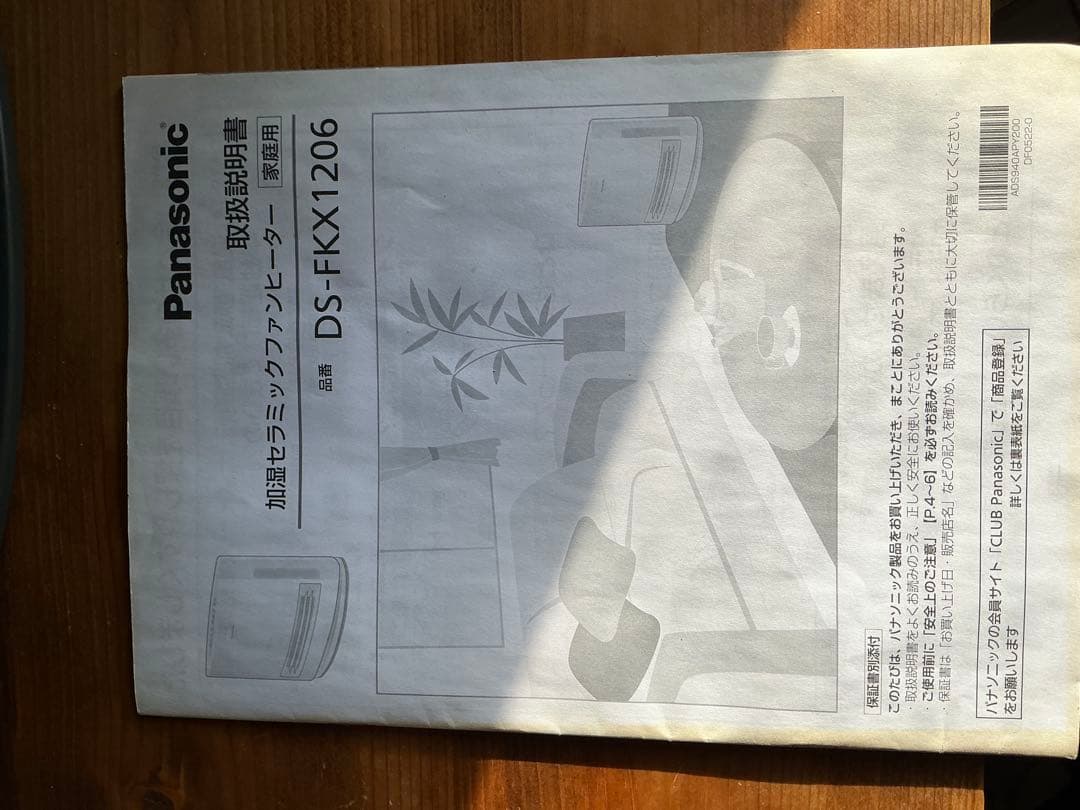 Panasonic®
取扱説明書
加湿セラミックファンヒーター 家庭用
品番 DS-FKX1206
保証書別添付
このたびは、パナソニック製品をお買い上げいただき、まことにありがとうございます。
・取扱説明書をよくお読みのうえ、正しく安全にお使いください。
・ご使用前に「安全上のご注意」【P.4〜6】を必ずお読みください。
・保証書は「お買い上げ日・販売店名」などの記入を確かめ、取扱説明書とともに大切に保管してください。
パナソニックの会員サイト「CLUB Panasonic」で「商品登録」
をお願いします
詳しくは裏表紙をご覧ください
ADS940APY200
DF0522-0